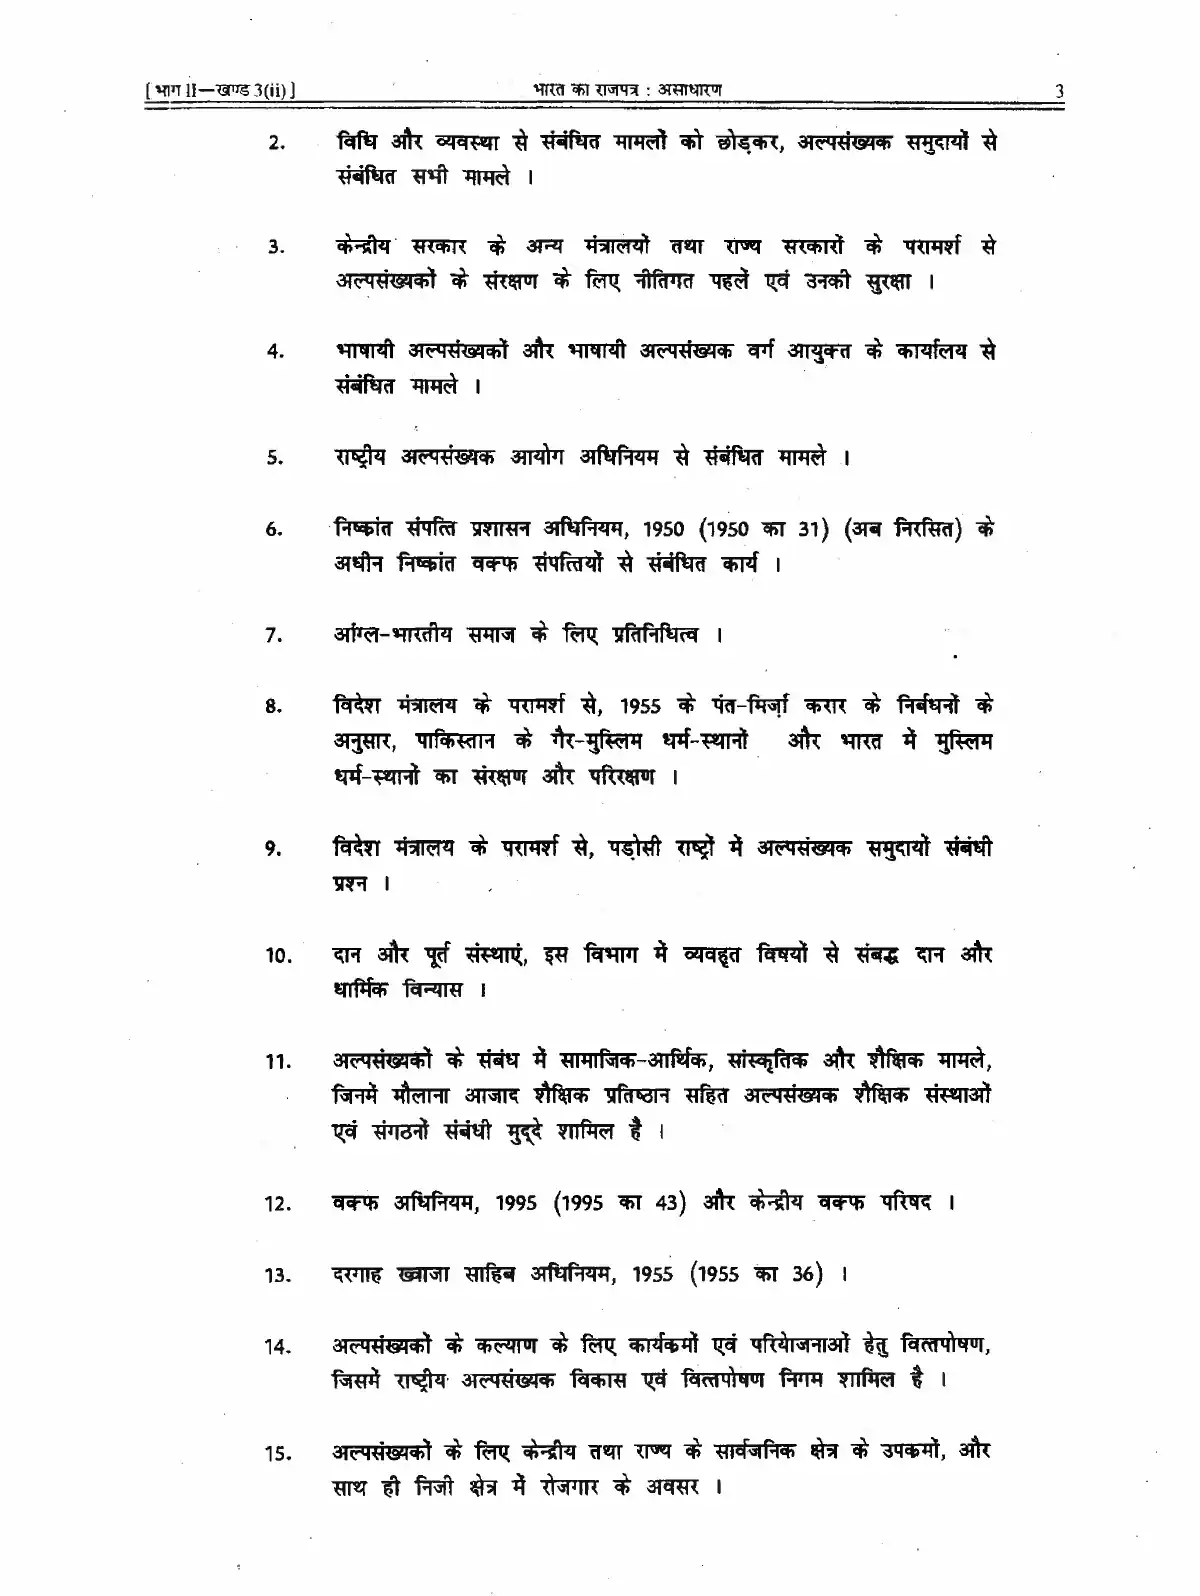 [ भाग II—खण्ड 3(ii) ] भारत का राजपत्र : असाधारण 3
2. विधि और व्यवस्था से संबंधित मामलों को छोड़कर, अल्पसंख्यक समुदायों से
संबंधित सभी मामले ।
3. केन्द्रीय सरकार के अन्य मंत्रालयों तथा राज्य सरकारों के परामर्श से
अल्पसंख्यकों के संरक्षण के लिए नीतिगत पहलें एवं उनकी सुरक्षा ।
4. भाषायी अल्पसंख्यकों और भाषायी अल्पसंख्यक वर्ग आयुक्त के कार्यालय से
संबंधित मामले ।
5. राष्ट्रीय अल्पसंख्यक आयोग अधिनियम से संबंधित मामले ।
6. निष्क्रांत संपत्ति प्रशासन अधिनियम, 1950 (1950 का 31) (अब निरसित) के
अधीन निष्क्रांत वक्फ संपत्तियों से संबंधित कार्य ।
7. आंग्ल-भारतीय समाज के लिए प्रतिनिधित्व ।
8. विदेश मंत्रालय के परामर्श से, 1955 के पंत-मिर्ज़ा करार के निर्बंधनों के
अनुसार, पाकिस्तान के गैर-मुस्लिम धर्म-स्थानों और भारत में मुस्लिम
धर्म-स्थानों का संरक्षण और परिरक्षण ।
9. विदेश मंत्रालय के परामर्श से, पड़ोसी राष्ट्रों में अल्पसंख्यक समुदायों संबंधी
प्रश्न ।
10. दान और पूर्त संस्थाएं, इस विभाग में व्यवहृत विषयों से संबद्ध दान और
धार्मिक विन्यास ।
11. अल्पसंख्यकों के संबंध में सामाजिक-आर्थिक, सांस्कृतिक और शैक्षिक मामले,
जिनमें मौलाना आजाद शैक्षिक प्रतिष्ठान सहित अल्पसंख्यक शैक्षिक संस्थाओं
एवं संगठनों संबंधी मुद्दे शामिल हैं ।
12. वक्फ अधिनियम, 1995 (1995 का 43) और केन्द्रीय वक्फ परिषद ।
13. दरगाह ख्वाजा साहिब अधिनियम, 1955 (1955 का 36) ।
14. अल्पसंख्यकों के कल्याण के लिए कार्यक्रमों एवं परियोजनाओं हेतु वित्तपोषण,
जिसमें राष्ट्रीय अल्पसंख्यक विकास एवं वित्तपोषण निगम शामिल है ।
15. अल्पसंख्यकों के लिए केन्द्रीय तथा राज्य के सार्वजनिक क्षेत्र के उपक्रमों, और
साथ ही निजी क्षेत्र में रोजगार के अवसर ।